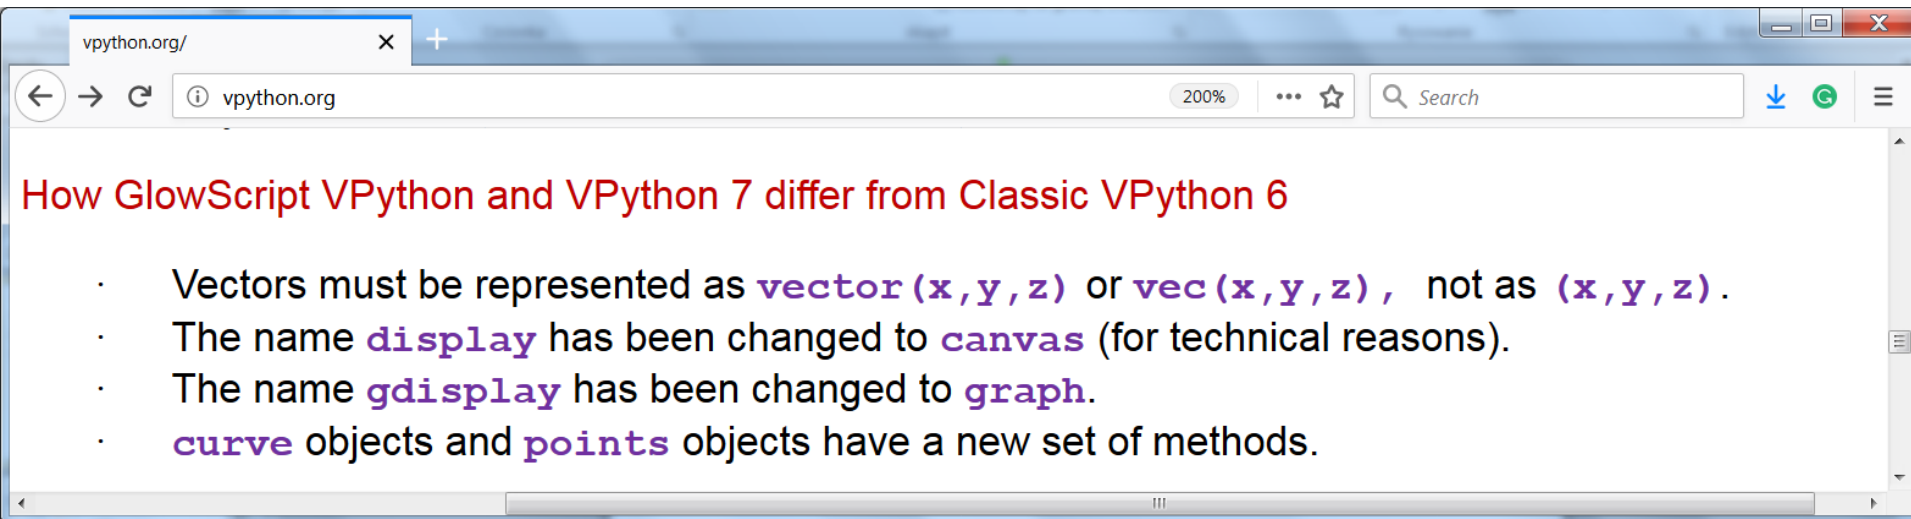 vpython.org/
vpython.org 200% Search
How GlowScript VPython and VPython 7 differ from Classic VPython 6
· Vectors must be represented as vector(x,y,z) or vec(x,y,z), not as (x,y,z).
· The name display has been changed to canvas (for technical reasons).
· The name gdisplay has been changed to graph.
· curve objects and points objects have a new set of methods.